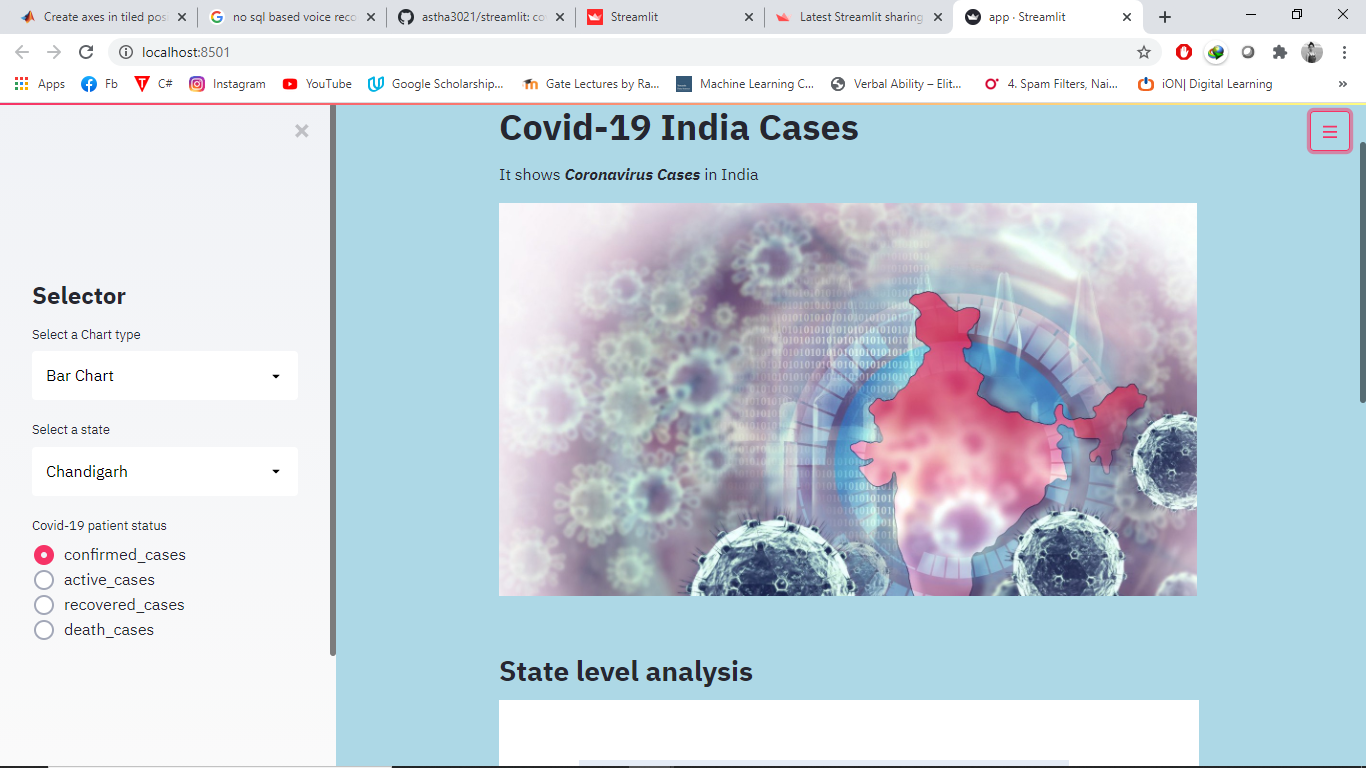 Create axes in tiled pos
no sql based voice reco
astha3021/streamlit: co
Streamlit
Latest Streamlit sharing
app · Streamlit
localhost:8501
Apps
Fb
C#
Instagram
YouTube
Google Scholarship...
Gate Lectures by Ra...
Machine Learning C...
Verbal Ability – Elit...
4. Spam Filters, Nai...
iON| Digital Learning
»
Selector
Select a Chart type
Bar Chart
Select a state
Chandigarh
Covid-19 patient status
confirmed_cases
active_cases
recovered_cases
death_cases
Covid-19 India Cases
It shows Coronavirus Cases in India
State level analysis